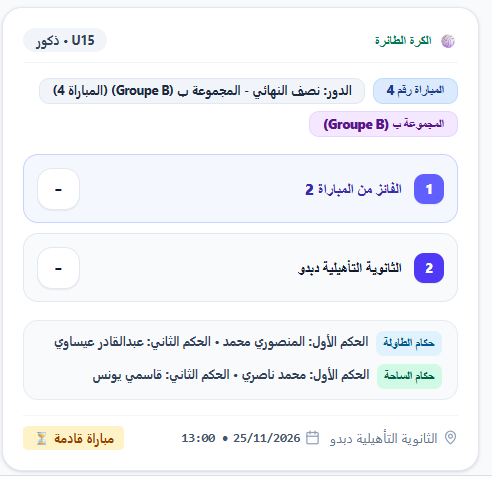 الكرة الطائرة
U15 • ذكور
المباراة رقم 4
الدور: نصف النهائي - المجموعة ب (Groupe B) (المباراة 4)
المجموعة ب (Groupe B)
1 الفائز من المباراة 2 -
2 الثانوية التأهيلية دبدو -
حكام الطاولة الحكم الأول: المنصوري محمد • الحكم الثاني: عبدالقادر عيساوي
حكام الساحة الحكم الأول: محمد ناصري • الحكم الثاني: قاسمي يونس
الثانوية التأهيلية دبدو 25/11/2026 • 13:00
مباراة قادمة